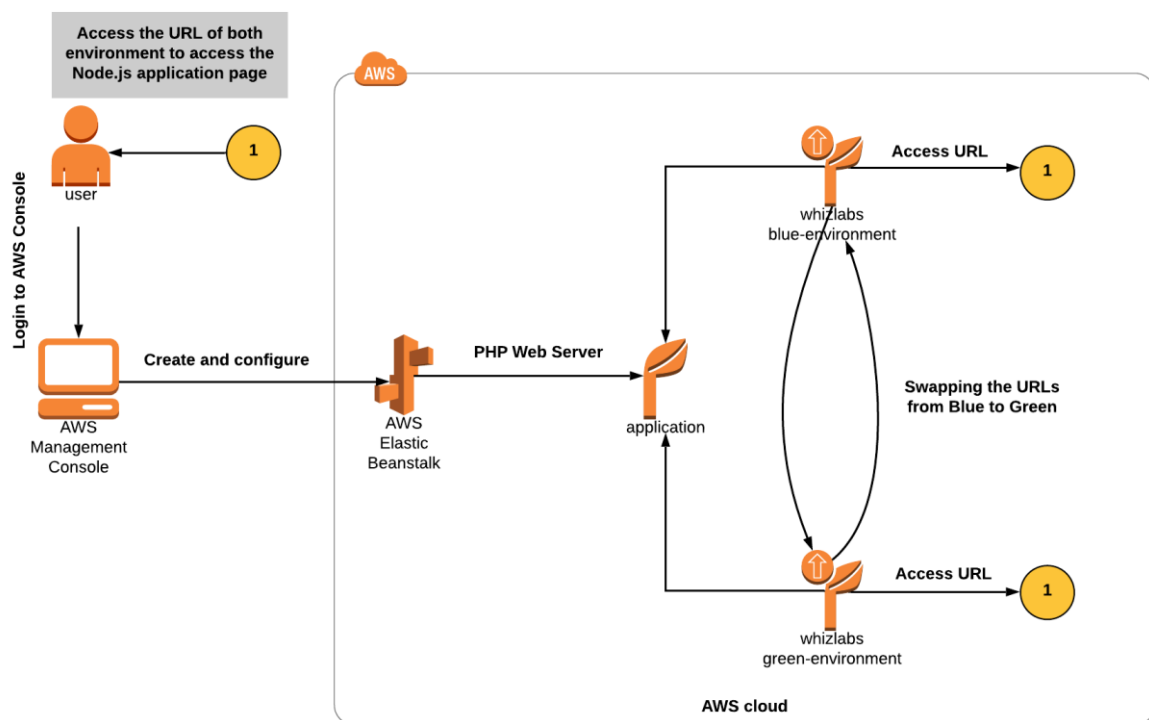 Access the URL of both
environment to access the
Node.js application page
AWS
1
user
Login to AWS Console
Access URL
1
whizlabs
blue-environment
Create and configure
PHP Web Server
AWS
Management
Console
AWS
Elastic
Beanstalk
application
Swapping the URLs
from Blue to Green
Access URL
1
whizlabs
green-environment
AWS cloud